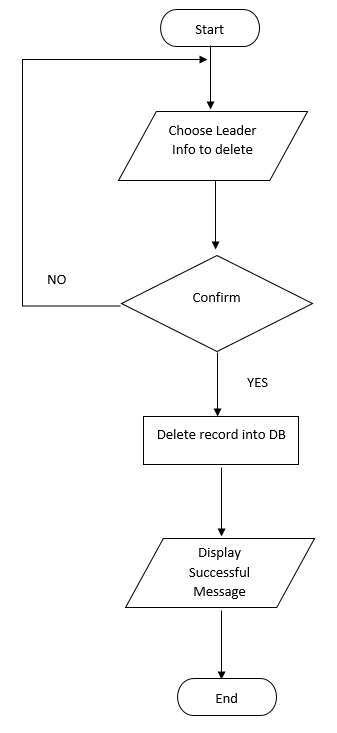 Start
Choose Leader
Info to delete
Confirm
NO
YES
Delete record into DB
Display
Successful
Message
End